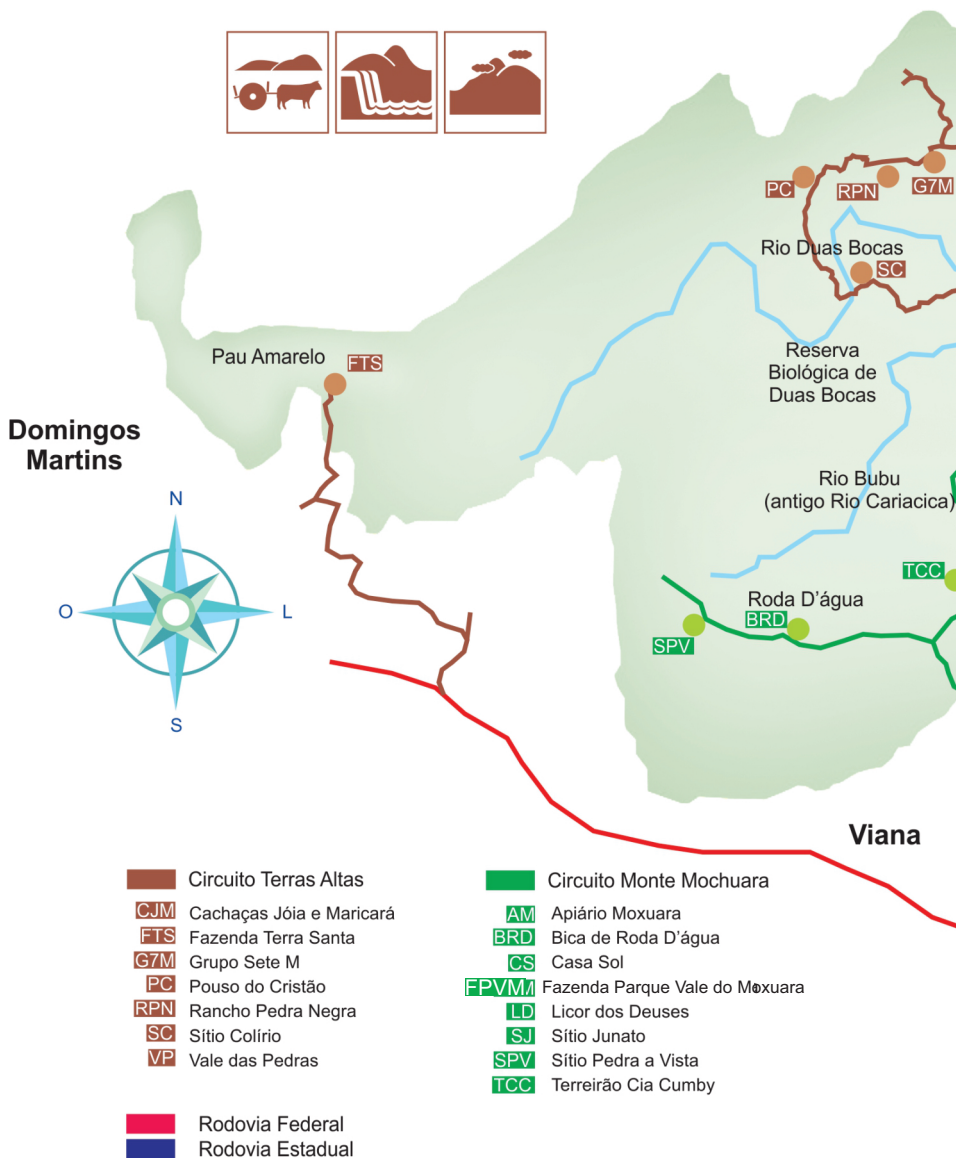 PC
RPN
G7M
Rio Duas Bocas
SC
Pau Amarelo
FTS
Reserva
Biológica de
Duas Bocas
Domingos
Martins
Rio Bubu
(antigo Rio Cariacica)
N
O
L
S
TCC
Roda D'água
BRD
SPV
Viana
Circuito Terras Altas
CJM Cachaças Jóia e Maricará
FTS Fazenda Terra Santa
G7M Grupo Sete M
PC Pouso do Cristão
RPN Rancho Pedra Negra
SC Sítio Colírio
VP Vale das Pedras
Circuito Monte Mochuara
AM Apiário Moxuara
BRD Bica de Roda D'água
CS Casa Sol
FPVM Fazenda Parque Vale do Moxuara
LD Licor dos Deuses
SJ Sítio Junato
SPV Sítio Pedra a Vista
TCC Terreirão Cia Cumby
Rodovia Federal
Rodovia Estadual